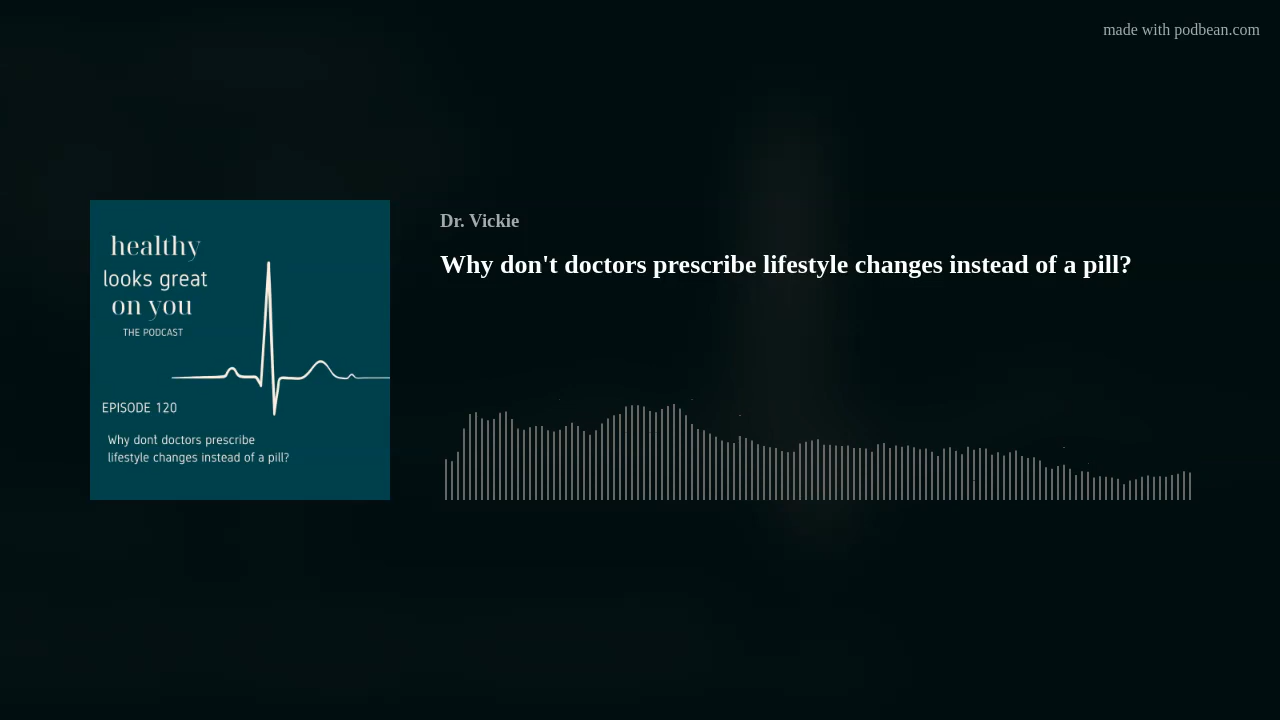 made with podbean.com
healthy
looks great
on you
THE PODCAST
EPISODE 120
Why dont doctors prescribe
lifestyle changes instead of a pill?
Dr. Vickie
Why don't doctors prescribe lifestyle changes instead of a pill?